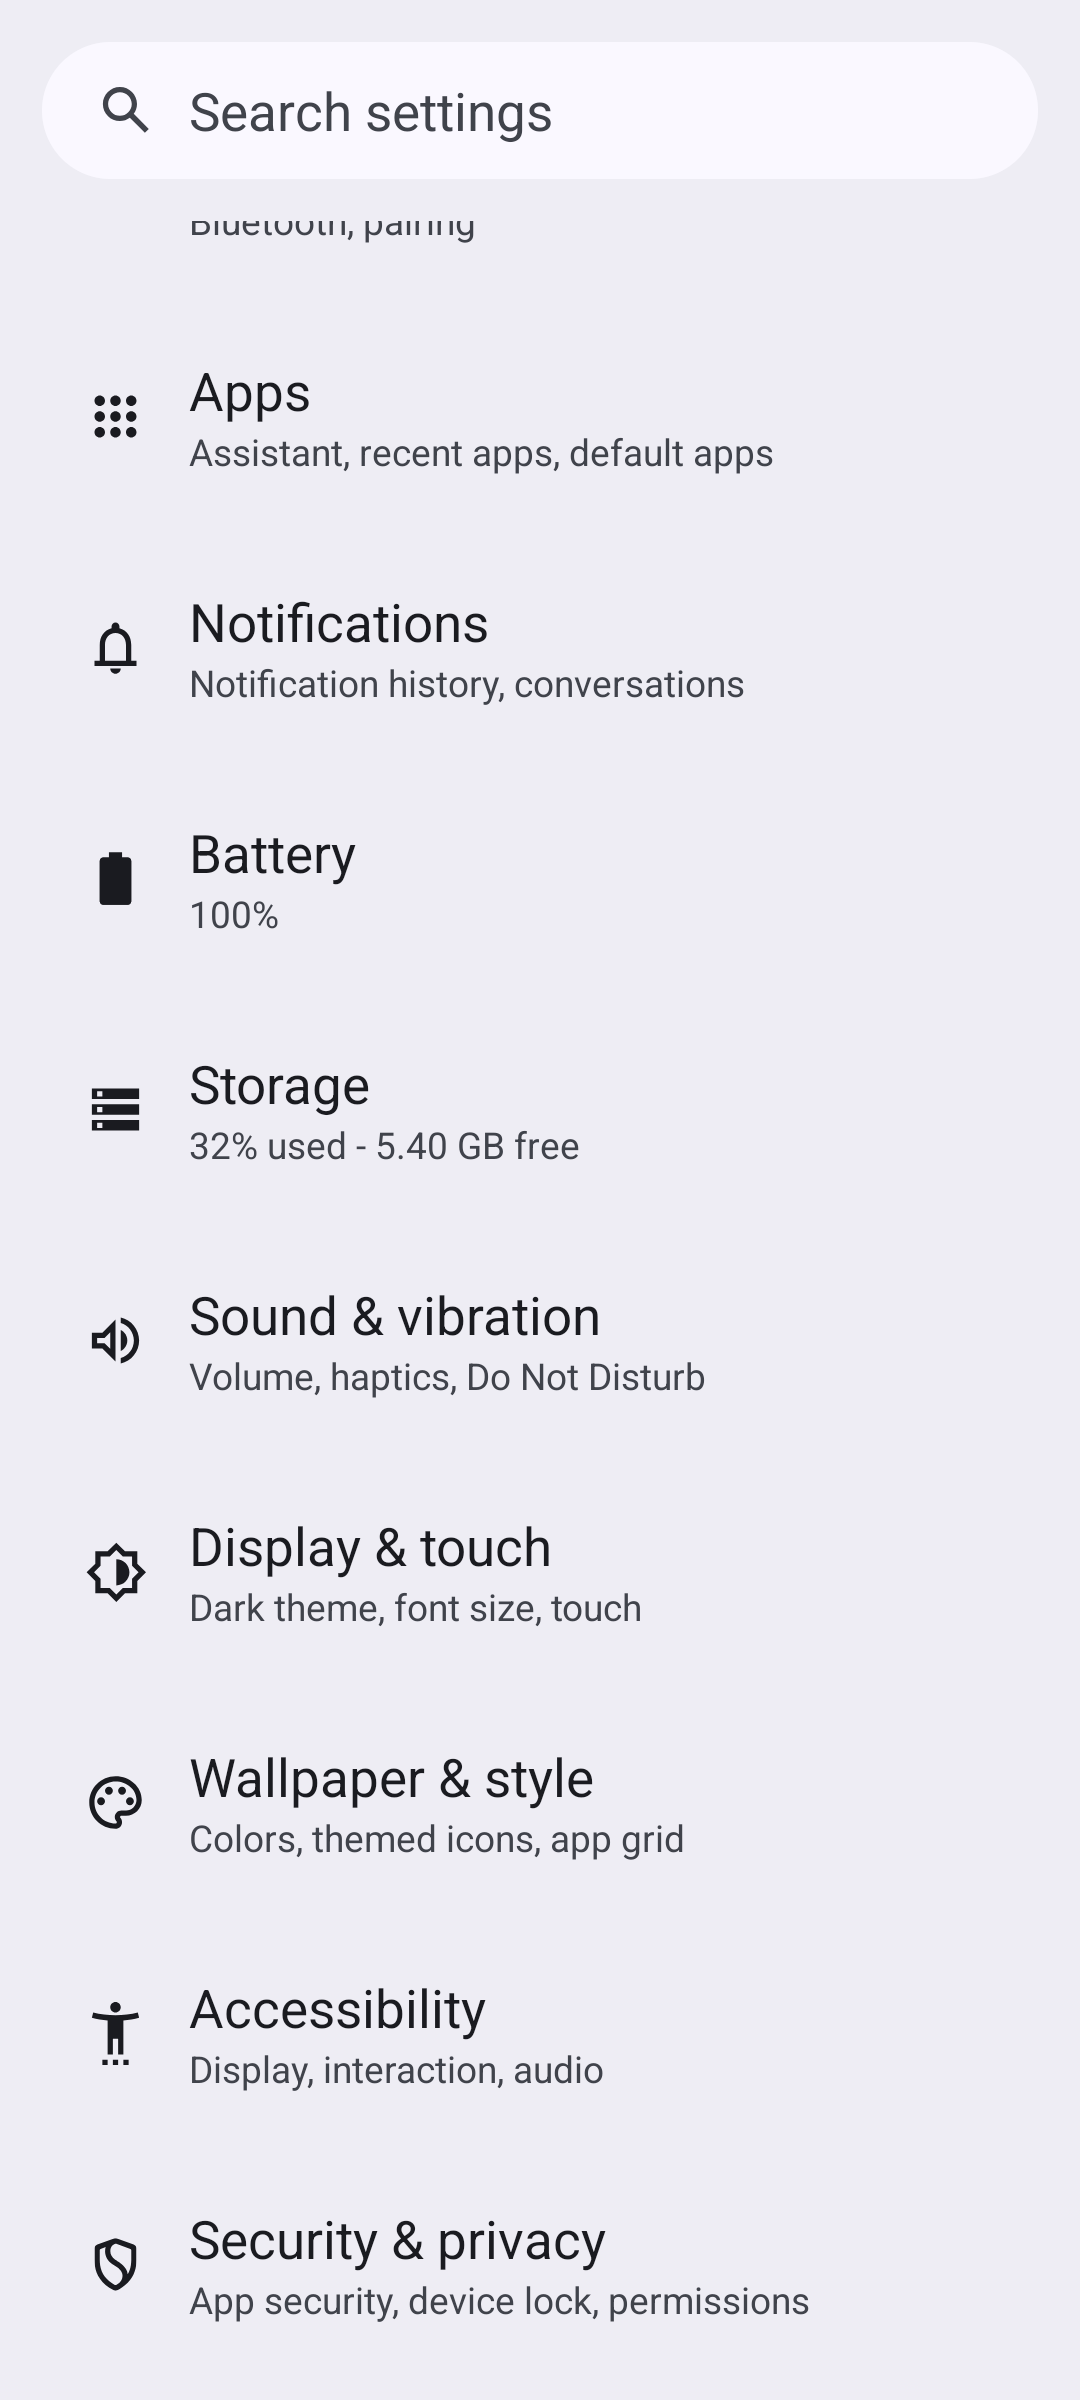 Search settings
Bluetooth, pairing
Apps
Assistant, recent apps, default apps
Notifications
Notification history, conversations
Battery
100%
Storage
32% used - 5.40 GB free
Sound & vibration
Volume, haptics, Do Not Disturb
Display & touch
Dark theme, font size, touch
Wallpaper & style
Colors, themed icons, app grid
Accessibility
Display, interaction, audio
Security & privacy
App security, device lock, permissions